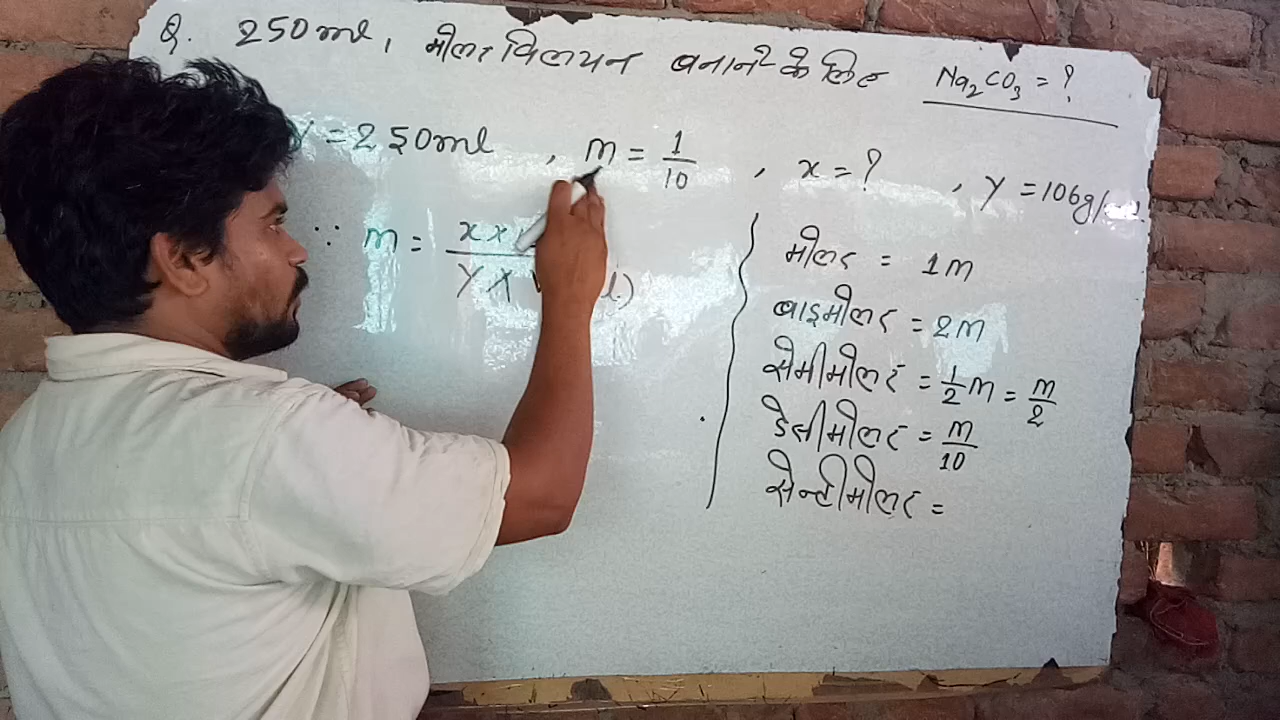 Q. 250ml, मोलर विलयन बनाने के लिए Na₂CO₃ = ?
V = 250ml , m = 1/10 , x = ? , y = 106g/
∵ m = x x
y x l.)
मोलर = 1M
बाइमोलर = 2M
सेमीमोलर = 1/2 M = M/2
डेसीमोलर = M/10
सेन्टीमोलर =